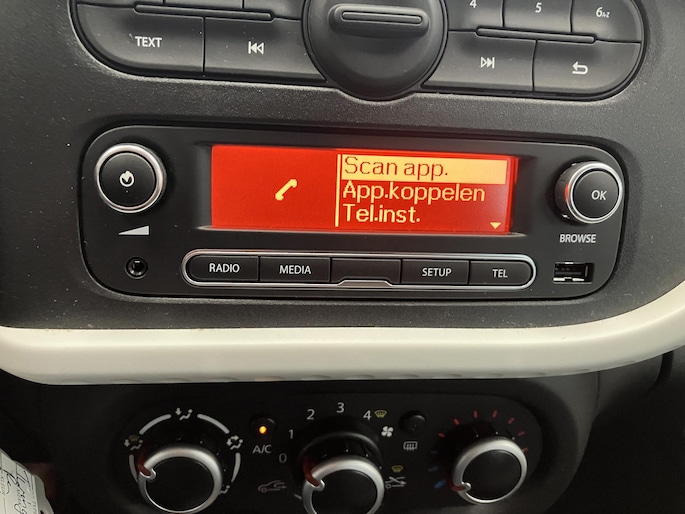 4 5 6₊z
TEXT
Scan app.
App.koppelen
Tel.inst.
OK
BROWSE
RADIO MEDIA SETUP TEL
0 1 2 3 4
A/C